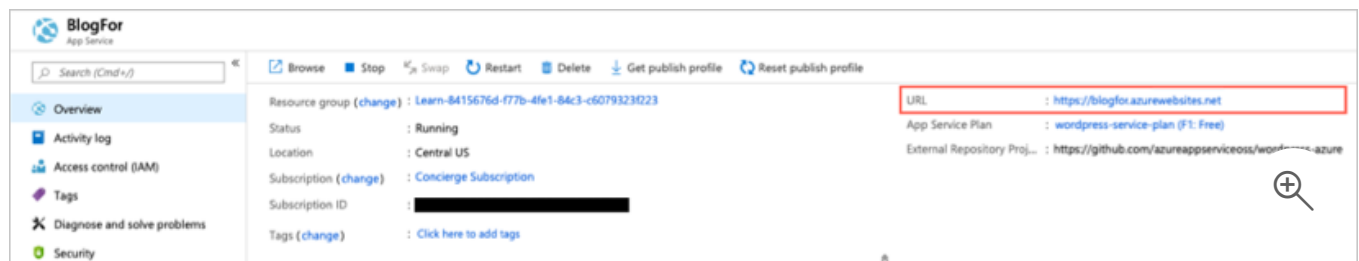 BlogFor
App Service
Search (Cmd+/)
«
Browse Stop Swap Restart Delete Get publish profile Reset publish profile
Overview
Activity log
Access control (IAM)
Tags
Diagnose and solve problems
Security
Resource group (change) : Learn-8415676d-f77b-4fe1-84c3-c6079323f223
Status : Running
Location : Central US
Subscription (change) : Concierge Subscription
Subscription ID :
Tags (change) : Click here to add tags
URL : https://blogfor.azurewebsites.net
App Service Plan : wordpress-service-plan (F1: Free)
External Repository Proj... : https://github.com/azureappserviceoss/wordpress-azure